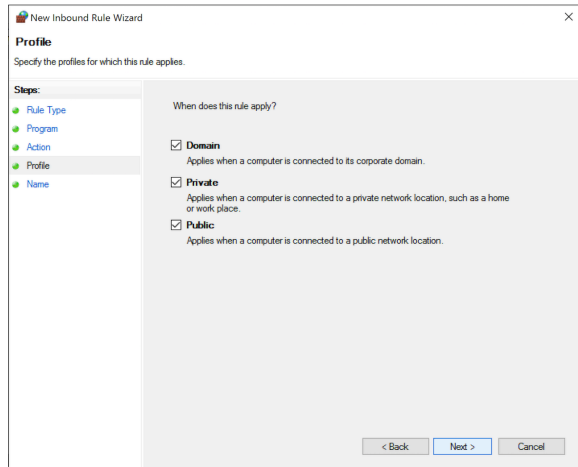 New Inbound Rule Wizard
Profile
Specify the profiles for which this rule applies.
Steps:
Rule Type
Program
Action
Profile
Name
When does this rule apply?
Domain
Applies when a computer is connected to its corporate domain.
Private
Applies when a computer is connected to a private network location, such as a home
or work place.
Public
Applies when a computer is connected to a public network location.
< Back
Next >
Cancel